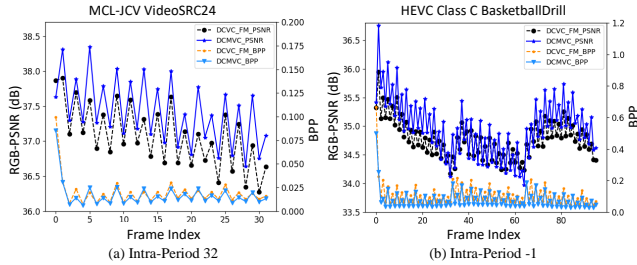 MCL-JCV VideoSRC24
HEVC Class C BasketballDrill
DCVC_FM_PSNR
DCMVC_PSNR
DCVC_FM_BPP
DCMVC_BPP
RGB-PSNR (dB)
38.5
38.0
37.5
37.0
36.5
36.0
0.200
0.175
0.150
0.125
0.100
0.075
0.050
0.025
0.000
BPP
0 5 10 15 20 25 30
Frame Index
(a) Intra-Period 32
DCVC_FM_PSNR
DCMVC_PSNR
DCVC_FM_BPP
DCMVC_BPP
RGB-PSNR (dB)
36.5
36.0
35.5
35.0
34.5
34.0
33.5
1.2
1.0
0.8
0.6
0.4
0.2
0.0
BPP
0 20 40 60 80
Frame Index
(b) Intra-Period -1